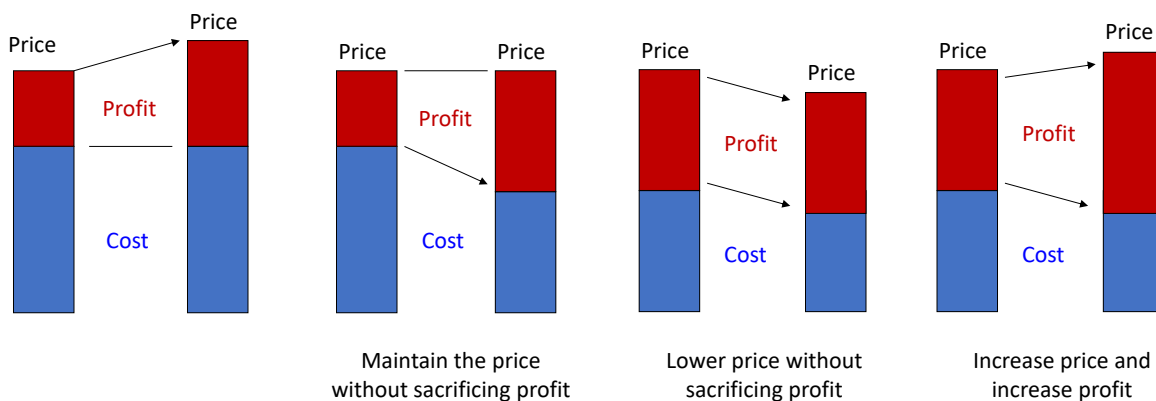 Price
Price
Profit
Cost
Price
Price
Profit
Cost
Maintain the price
without sacrificing profit
Price
Price
Profit
Cost
Lower price without
sacrificing profit
Price
Price
Profit
Cost
Increase price and
increase profit